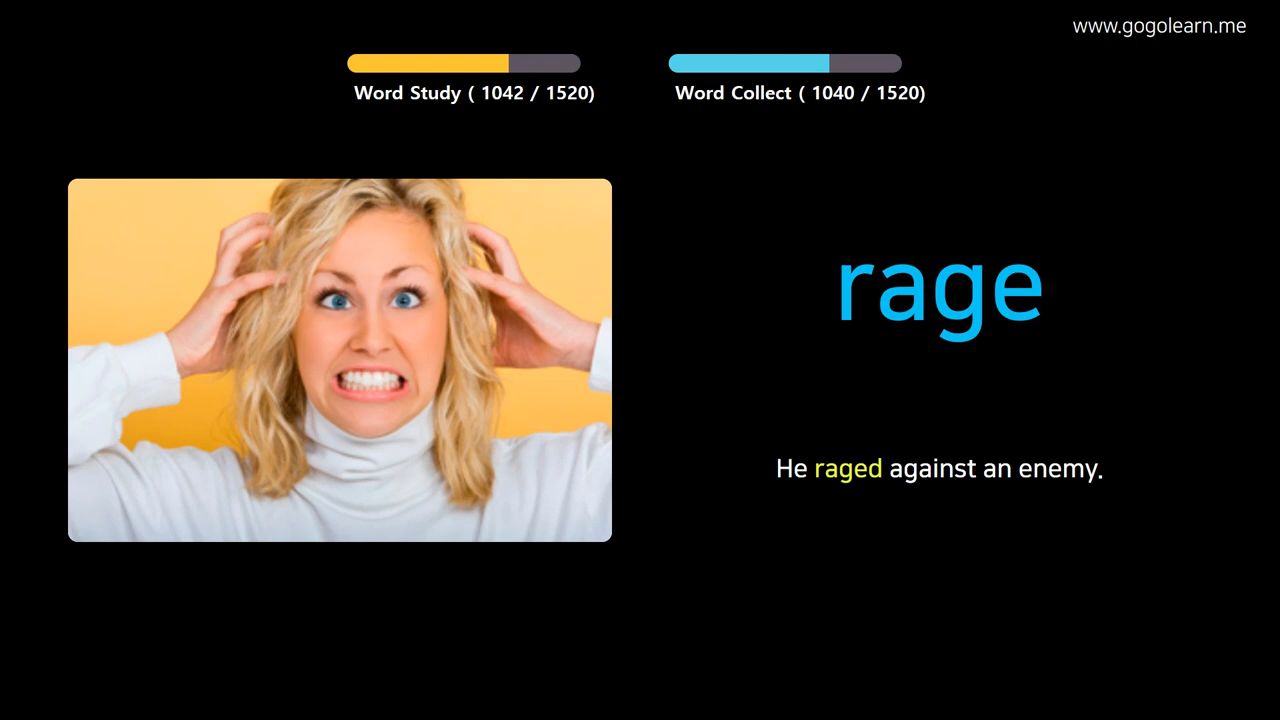 www.gogolearn.me
Word Study ( 1042 / 1520)
Word Collect ( 1040 / 1520)
rage
He raged against an enemy.